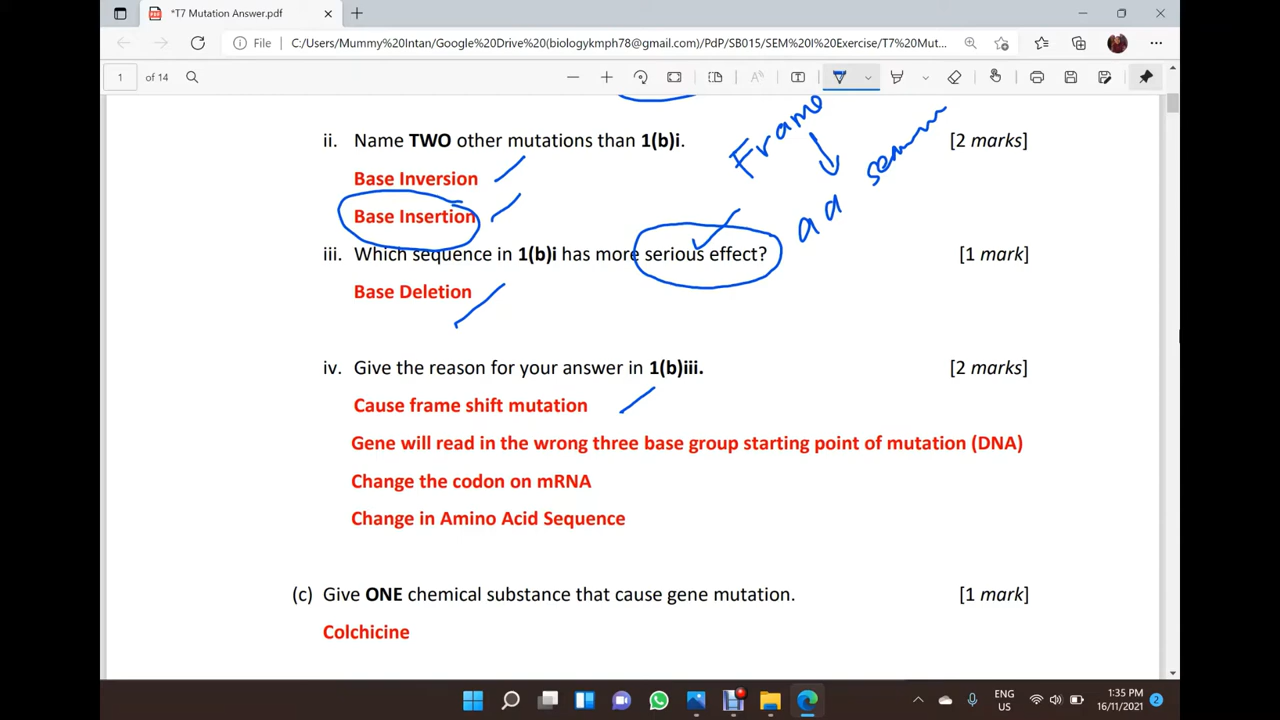 *T7 Mutation Answer.pdf
File C:/Users/Mummy%20Intan/Google%20Drive%20(biologykmph78@gmail.com)/PdP/SB015/SEM%20I%20Exercise/T7%20Mut...
1 of 14
Frame
ii. Name TWO other mutations than 1(b)i. [2 marks]
Base Inversion
Base Insertion
iii. Which sequence in 1(b)i has more serious effect? [1 mark]
Base Deletion
iv. Give the reason for your answer in 1(b)iii. [2 marks]
Cause frame shift mutation
Gene will read in the wrong three base group starting point of mutation (DNA)
Change the codon on mRNA
Change in Amino Acid Sequence
(c) Give ONE chemical substance that cause gene mutation. [1 mark]
Colchicine
ENG
US
1:35 PM
16/11/2021
2